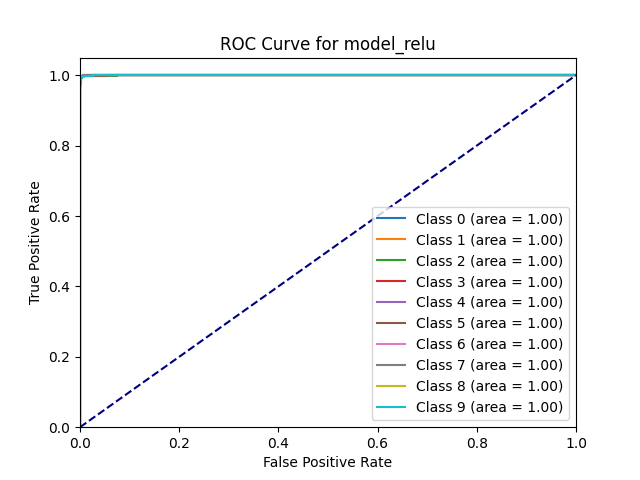 ROC Curve for model_relu
True Positive Rate
1.0
0.8
0.6
0.4
0.2
0.0
Class 0 (area = 1.00)
Class 1 (area = 1.00)
Class 2 (area = 1.00)
Class 3 (area = 1.00)
Class 4 (area = 1.00)
Class 5 (area = 1.00)
Class 6 (area = 1.00)
Class 7 (area = 1.00)
Class 8 (area = 1.00)
Class 9 (area = 1.00)
0.0 0.2 0.4 0.6 0.8 1.0
False Positive Rate